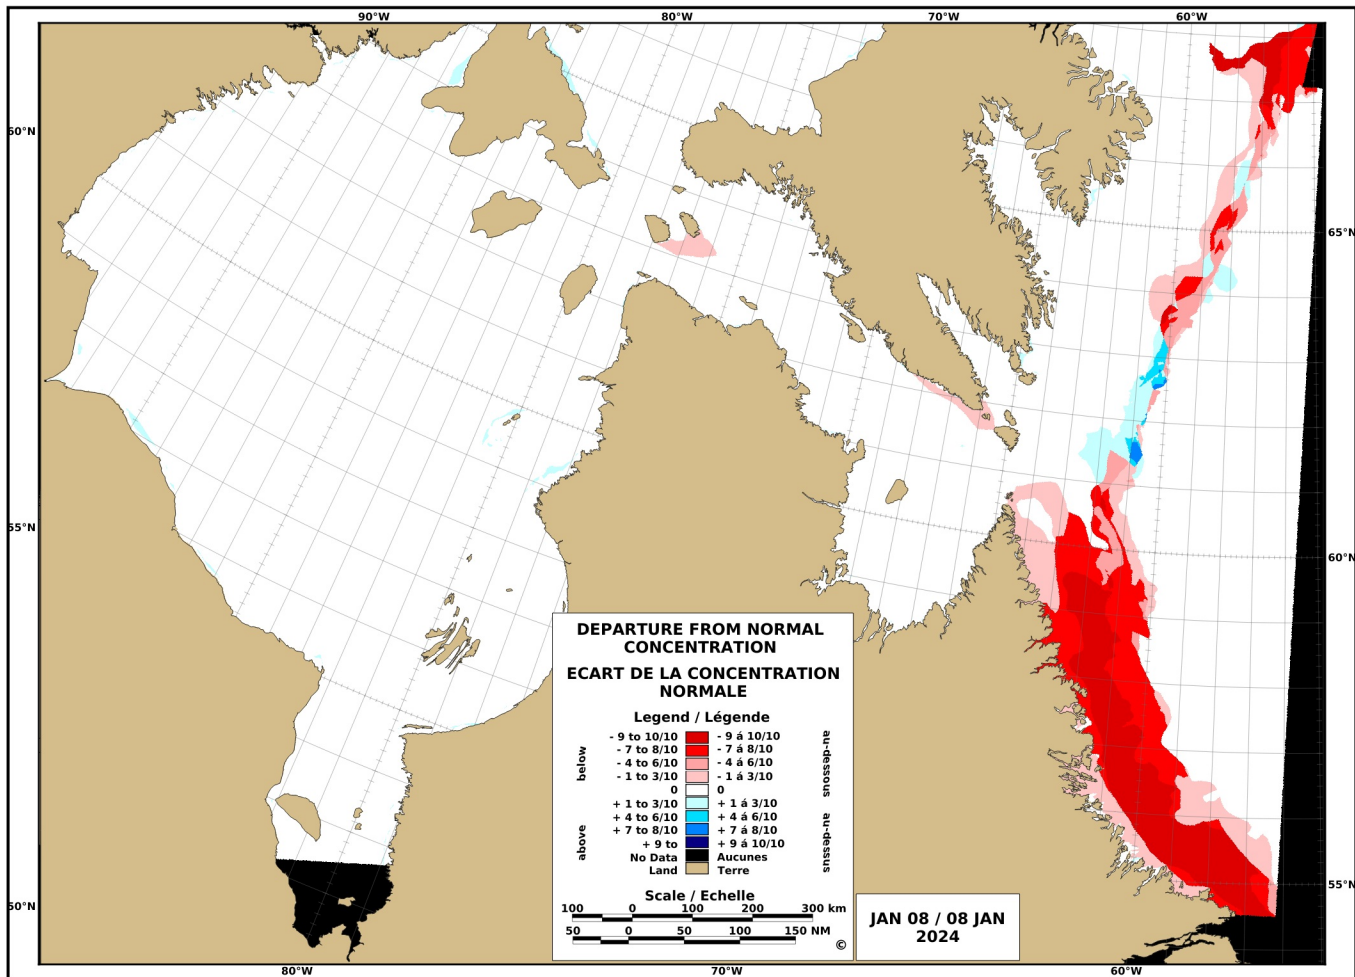 90°W 80°W 70°W 60°W
60°N
65°N
55°N
60°N
50°N
55°N
80°W 70°W 60°W
DEPARTURE FROM NORMAL
CONCENTRATION
ECART DE LA CONCENTRATION
NORMALE
Legend / Légende
below
au-dessous
- 9 to 10/10 - 9 á 10/10
- 7 to 8/10 - 7 á 8/10
- 4 to 6/10 - 4 á 6/10
- 1 to 3/10 - 1 á 3/10
0 0
above
au-dessus
+ 1 to 3/10 + 1 á 3/10
+ 4 to 6/10 + 4 á 6/10
+ 7 to 8/10 + 7 á 8/10
+ 9 to + 9 á 10/10
No Data Aucunes
Land Terre
Scale / Echelle
100 0 100 200 300 km
50 0 50 100 150 NM
©
JAN 08 / 08 JAN
2024